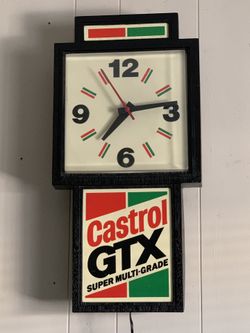 12
9
3
6
Castrol
GTX
SUPER MULTI-GRADE